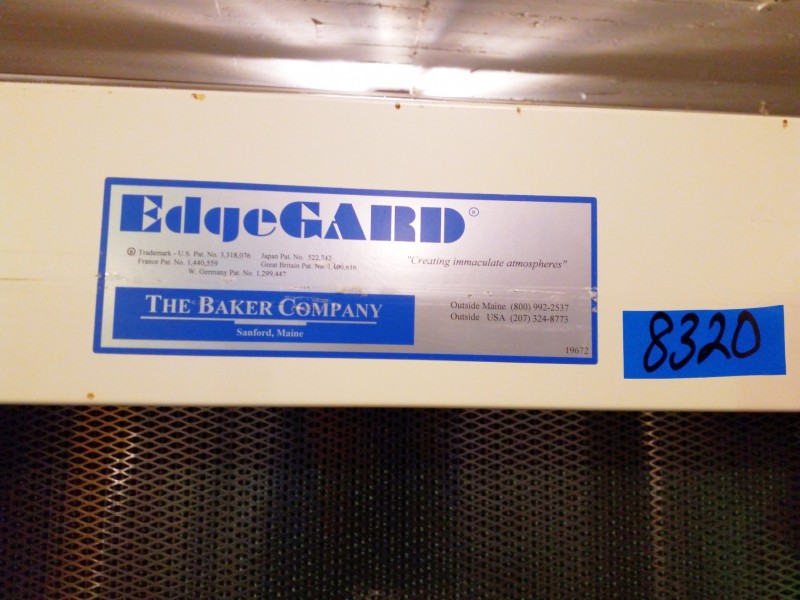 EdgeGARD®
® Trademark - U.S. Pat. No. 3,318,076 Japan Pat. No. 522,742
France Pat. No. 1,440,559 Great Britain Pat. No.
W. Germany Pat. No. 1,299,447
"Creating immaculate atmospheres"
THE BAKER COMPANY
Sanford, Maine
Outside Maine (800) 992-2537
Outside USA (207) 324-8773
19672
8320